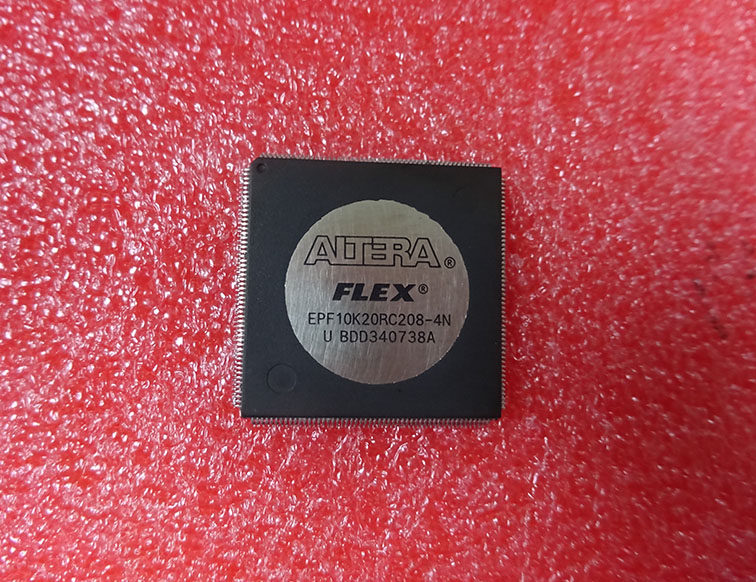 ALTERA®
FLEX®
EPF10K20RC208-4N
U BDD340738A